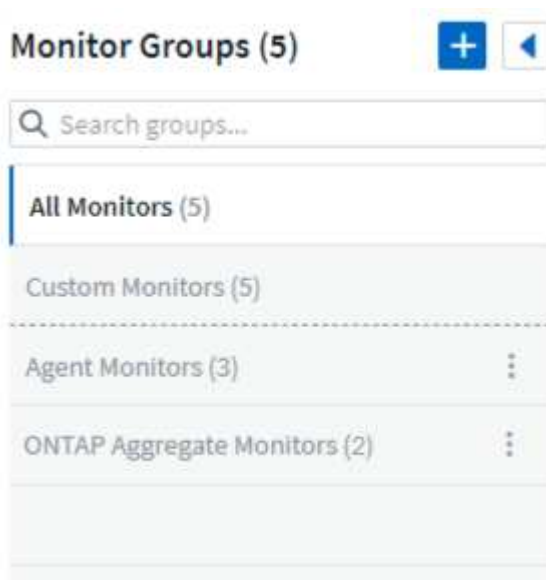 Monitor Groups (5)
Search groups...
All Monitors (5)
Custom Monitors (5)
Agent Monitors (3)
ONTAP Aggregate Monitors (2)